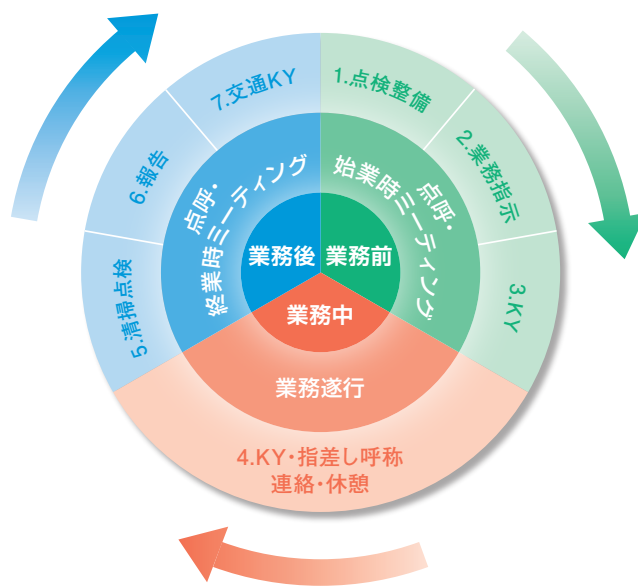 業務前
点呼・
始業時ミーティング
1.点検整備
2.業務指示
3.KY
業務中
業務遂行
4.KY・指差し呼称
連絡・休憩
業務後
点呼・
終業時ミーティング
5.清掃点検
6.報告
7.交通KY